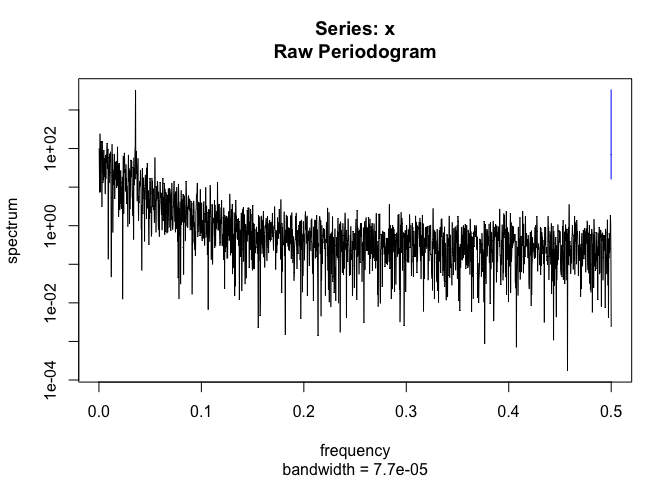 Series: x
Raw Periodogram
spectrum
1e+02
1e+00
1e-02
1e-04
0.0 0.1 0.2 0.3 0.4 0.5
frequency
bandwidth = 7.7e-05